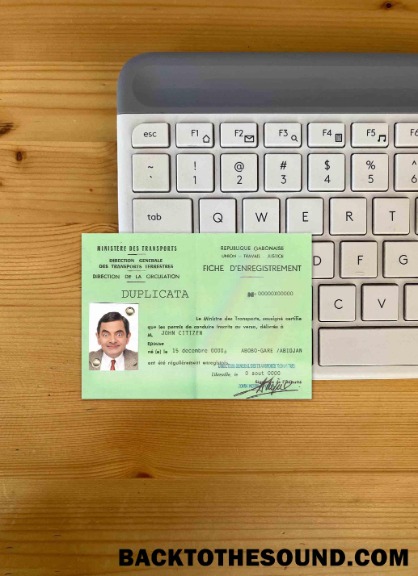 esc
F1
F2
F3
F4
F5
F6
~ `
! 1
@ 2
# 3
$ 4
% 5
6
tab
Q
W
E
R
T
D
F
G
H
C
V
MINISTERE DES TRANSPORTS
DIRECTION GENERALE
DES TRANSPORTS TERRESTRES
DIRECTION DE LA CIRCULATION
REPUBLIQUE GABONAISE
UNION - TRAVAIL - JUSTICE
FICHE D'ENREGISTREMENT
DUPLICATA
00000X00000
Le Ministre des Transports, soussigné certifie
que les permis de conduire inscrits au verso, délivrés à
M. JOHN CITIZEN
Epouse
né (e) le 15 decembre 0000, ABOBO-GARE /ABIDJAN
ont été régulièrement enregistrés
Libreville, le 0 aout 0000
BACKTOTHESOUND.COM